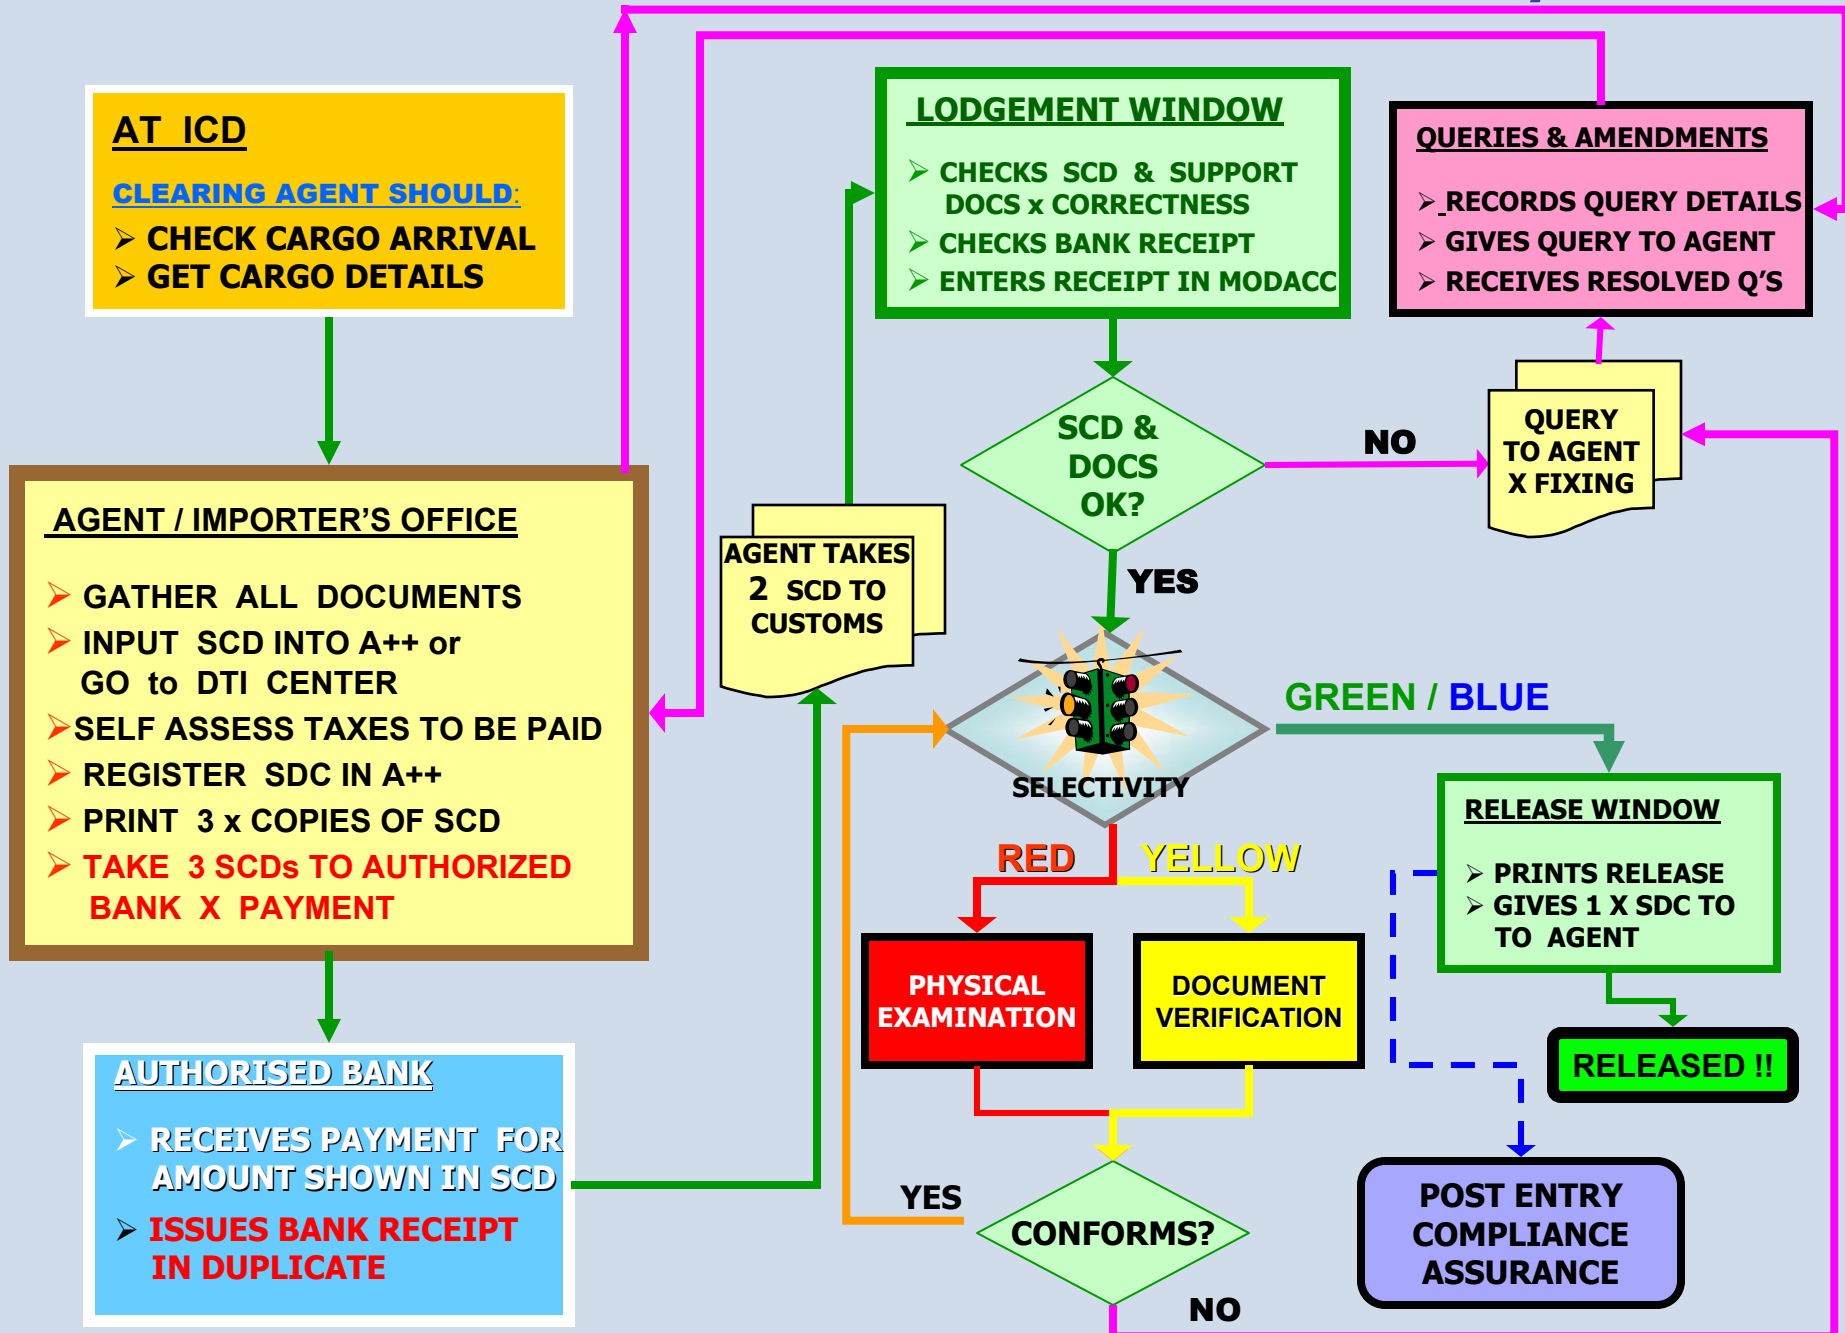 AT ICD
CLEARING AGENT SHOULD:
➢ CHECK CARGO ARRIVAL
➢ GET CARGO DETAILS
AGENT / IMPORTER'S OFFICE
➢ GATHER ALL DOCUMENTS
➢ INPUT SCD INTO A++ or
GO to DTI CENTER
➢SELF ASSESS TAXES TO BE PAID
➢ REGISTER SDC IN A++
➢ PRINT 3 x COPIES OF SCD
➢ TAKE 3 SCDs TO AUTHORIZED
BANK X PAYMENT
AUTHORISED BANK
➢ RECEIVES PAYMENT FOR
AMOUNT SHOWN IN SCD
➢ ISSUES BANK RECEIPT
IN DUPLICATE
AGENT TAKES
2 SCD TO
CUSTOMS
LODGEMENT WINDOW
➢ CHECKS SCD & SUPPORT
DOCS x CORRECTNESS
➢ CHECKS BANK RECEIPT
➢ ENTERS RECEIPT IN MODACC
SCD &
DOCS
OK?
NO
YES
QUERY
TO AGENT
X FIXING
QUERIES & AMENDMENTS
➢ RECORDS QUERY DETAILS
➢ GIVES QUERY TO AGENT
➢ RECEIVES RESOLVED Q'S
SELECTIVITY
GREEN / BLUE
RED
YELLOW
PHYSICAL
EXAMINATION
DOCUMENT
VERIFICATION
CONFORMS?
YES
NO
RELEASE WINDOW
➢ PRINTS RELEASE
➢ GIVES 1 X SDC TO
TO AGENT
RELEASED !!
POST ENTRY
COMPLIANCE
ASSURANCE